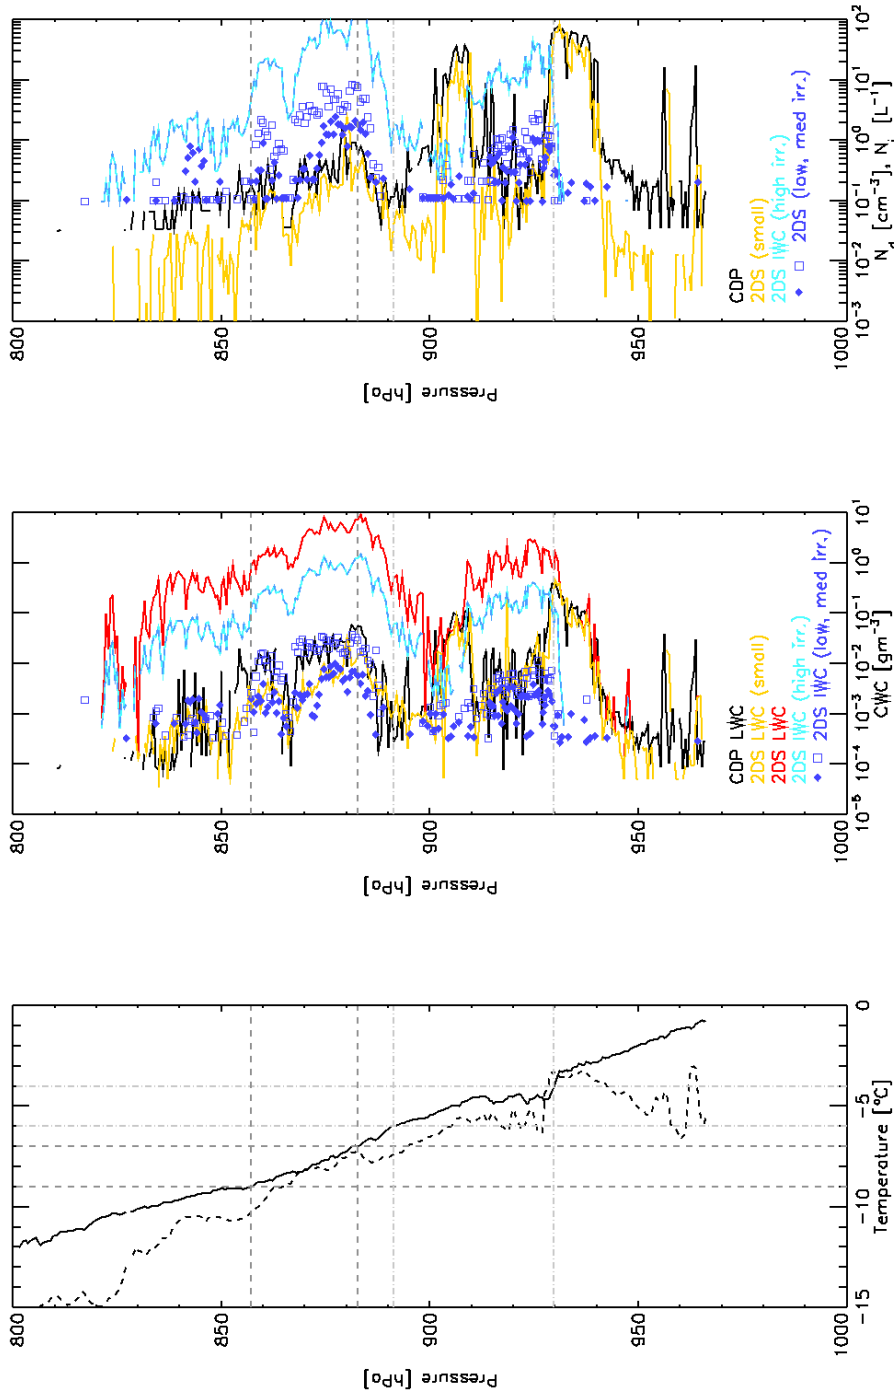 800
850
900
950
1000
Pressure [hPa]
−15
−10
−5
0
Temperature [°C]
800
850
900
950
1000
Pressure [hPa]
10⁻⁵
10⁻⁴
10⁻³
10⁻²
10⁻¹
10⁰
10¹
CWC [gm⁻³]
CDP LWC
2DS LWC (small)
2DS LWC
2DS IWC (high irr.)
2DS IWC (low, med irr.)
800
850
900
950
1000
Pressure [hPa]
10⁻³
10⁻²
10⁻¹
10⁰
10¹
10²
[cm⁻³], N [L⁻¹]
CDP
2DS (small)
2DS IWC (high irr.)
2DS (low, med irr.)